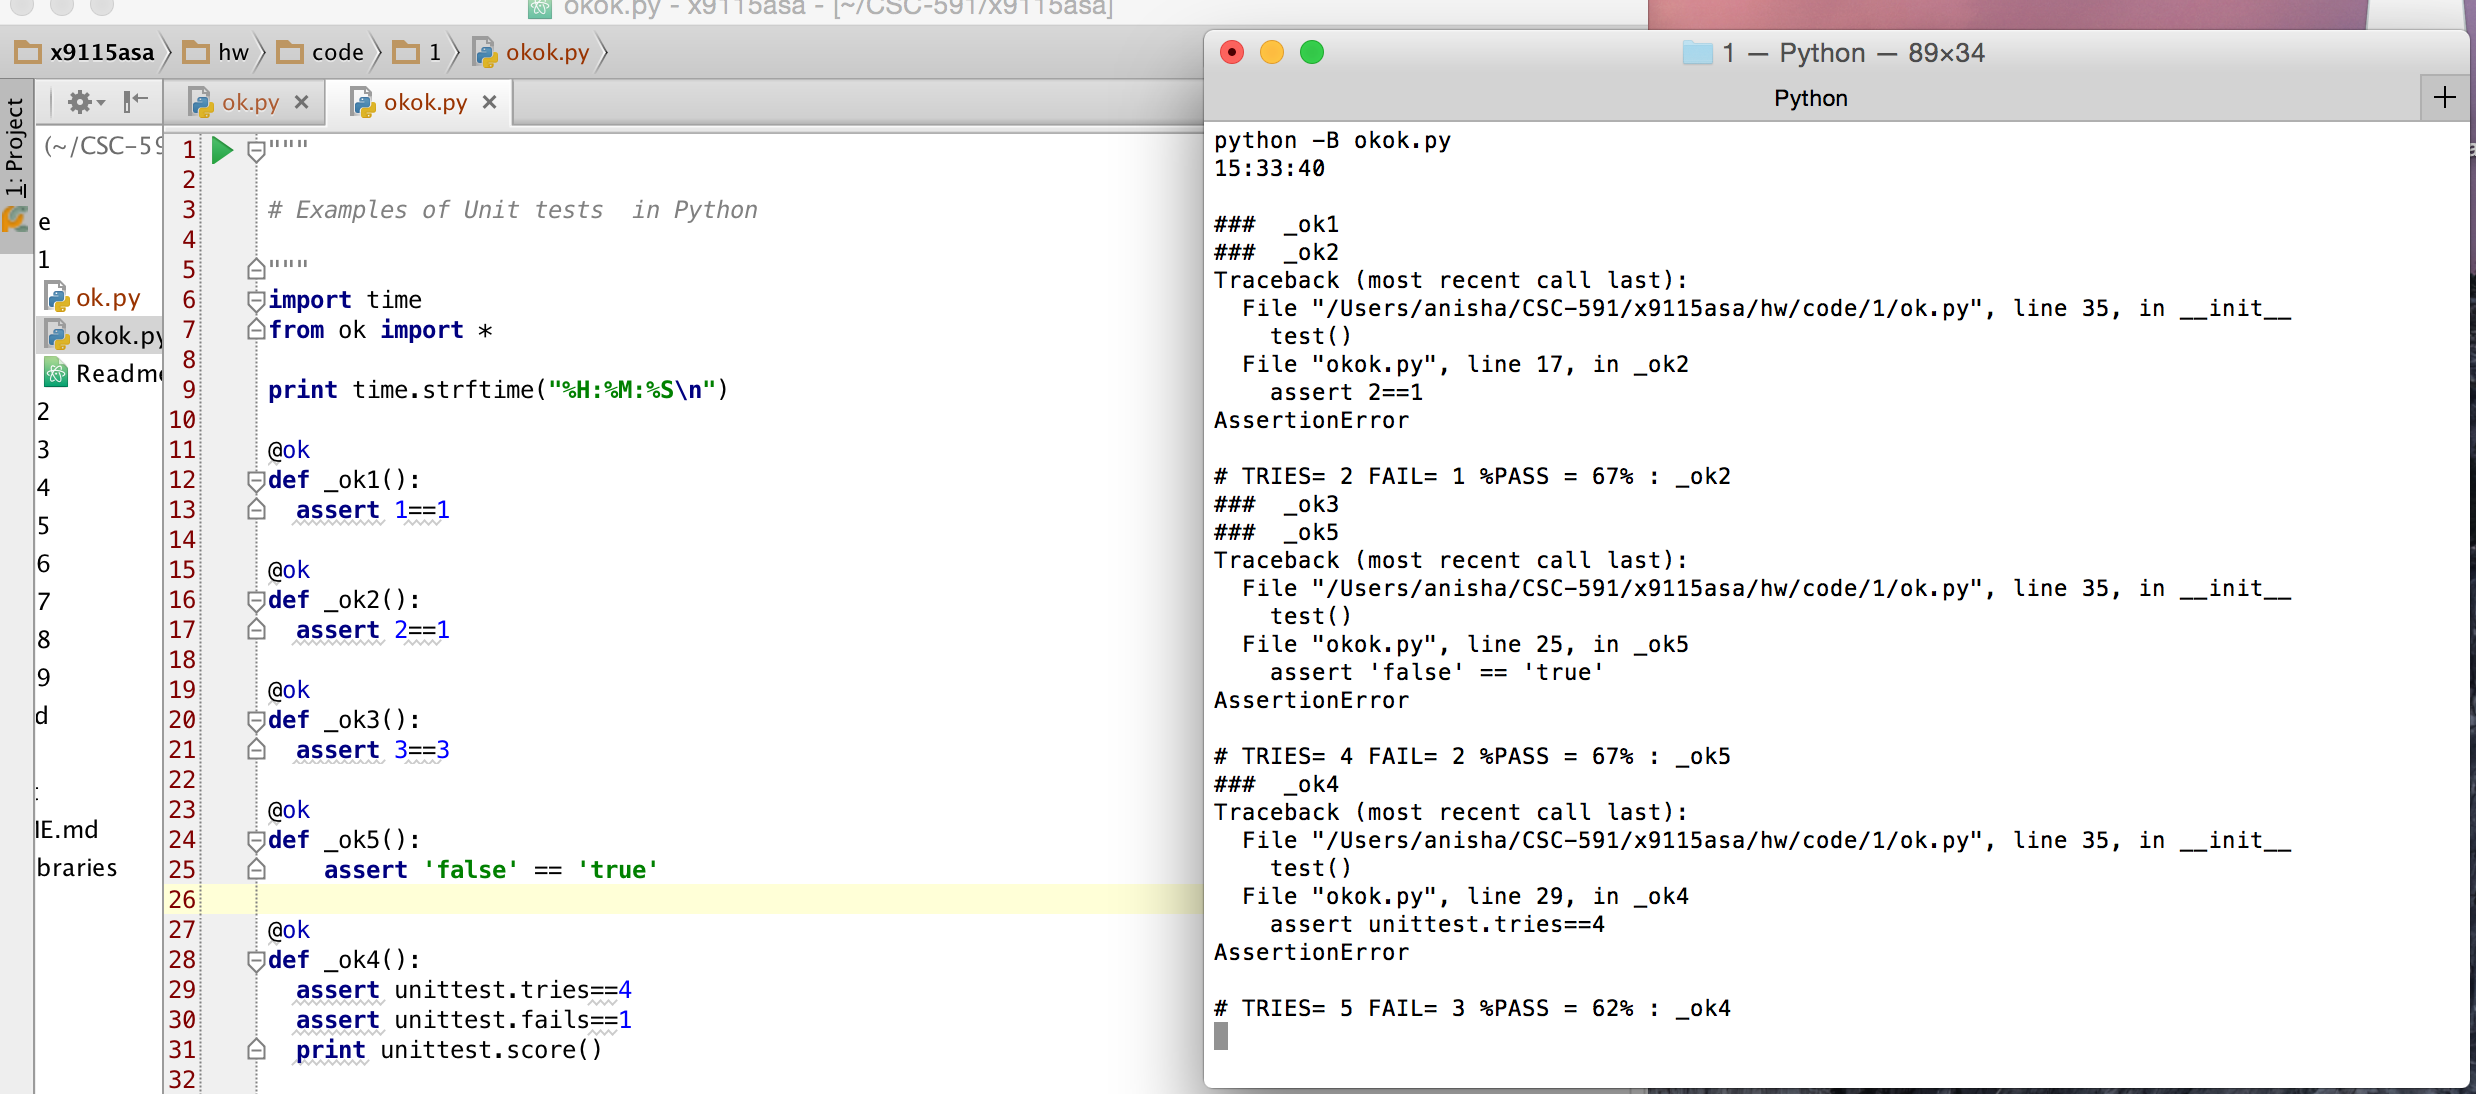 okok.py - x9115asa - [~/CSC-591/x9115asa]
x9115asa hw code 1 okok.py
1: Project
ok.py okok.py
(~/CSC-59
e
1
ok.py
okok.py
Readme
2
3
4
5
6
7
8
9
d
:
IE.md
braries
1 """
2
3 # Examples of Unit tests  in Python
4
5 """
6 import time
7 from ok import *
8
9 print time.strftime("%H:%M:%S\n")
10
11 @ok
12 def _ok1():
13   assert 1==1
14
15 @ok
16 def _ok2():
17   assert 2==1
18
19 @ok
20 def _ok3():
21   assert 3==3
22
23 @ok
24 def _ok5():
25     assert 'false' == 'true'
26
27 @ok
28 def _ok4():
29   assert unittest.tries==4
30   assert unittest.fails==1
31   print unittest.score()
32
1 — Python — 89×34
Python
+
python -B okok.py
15:33:40
###  _ok1
###  _ok2
Traceback (most recent call last):
  File "/Users/anisha/CSC-591/x9115asa/hw/code/1/ok.py", line 35, in __init__
    test()
  File "okok.py", line 17, in _ok2
    assert 2==1
AssertionError
# TRIES= 2 FAIL= 1 %PASS = 67% : _ok2
###  _ok3
###  _ok5
Traceback (most recent call last):
  File "/Users/anisha/CSC-591/x9115asa/hw/code/1/ok.py", line 35, in __init__
    test()
  File "okok.py", line 25, in _ok5
    assert 'false' == 'true'
AssertionError
# TRIES= 4 FAIL= 2 %PASS = 67% : _ok5
###  _ok4
Traceback (most recent call last):
  File "/Users/anisha/CSC-591/x9115asa/hw/code/1/ok.py", line 35, in __init__
    test()
  File "okok.py", line 29, in _ok4
    assert unittest.tries==4
AssertionError
# TRIES= 5 FAIL= 3 %PASS = 62% : _ok4